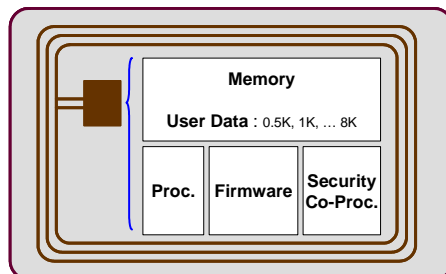 Memory
User Data : 0.5K, 1K, ... 8K
Proc.
Firmware
Security
Co-Proc.